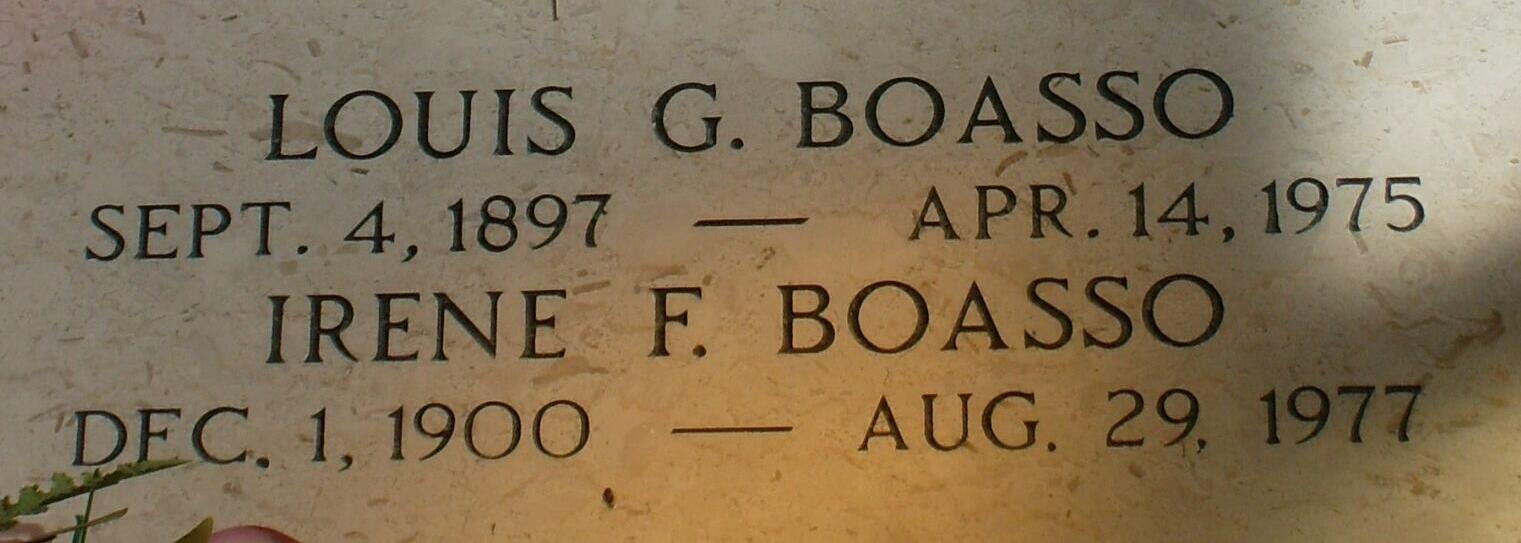 LOUIS G. BOASSO
SEPT. 4, 1897 — APR. 14, 1975
IRENE F. BOASSO
DEC. 1, 1900 — AUG. 29, 1977